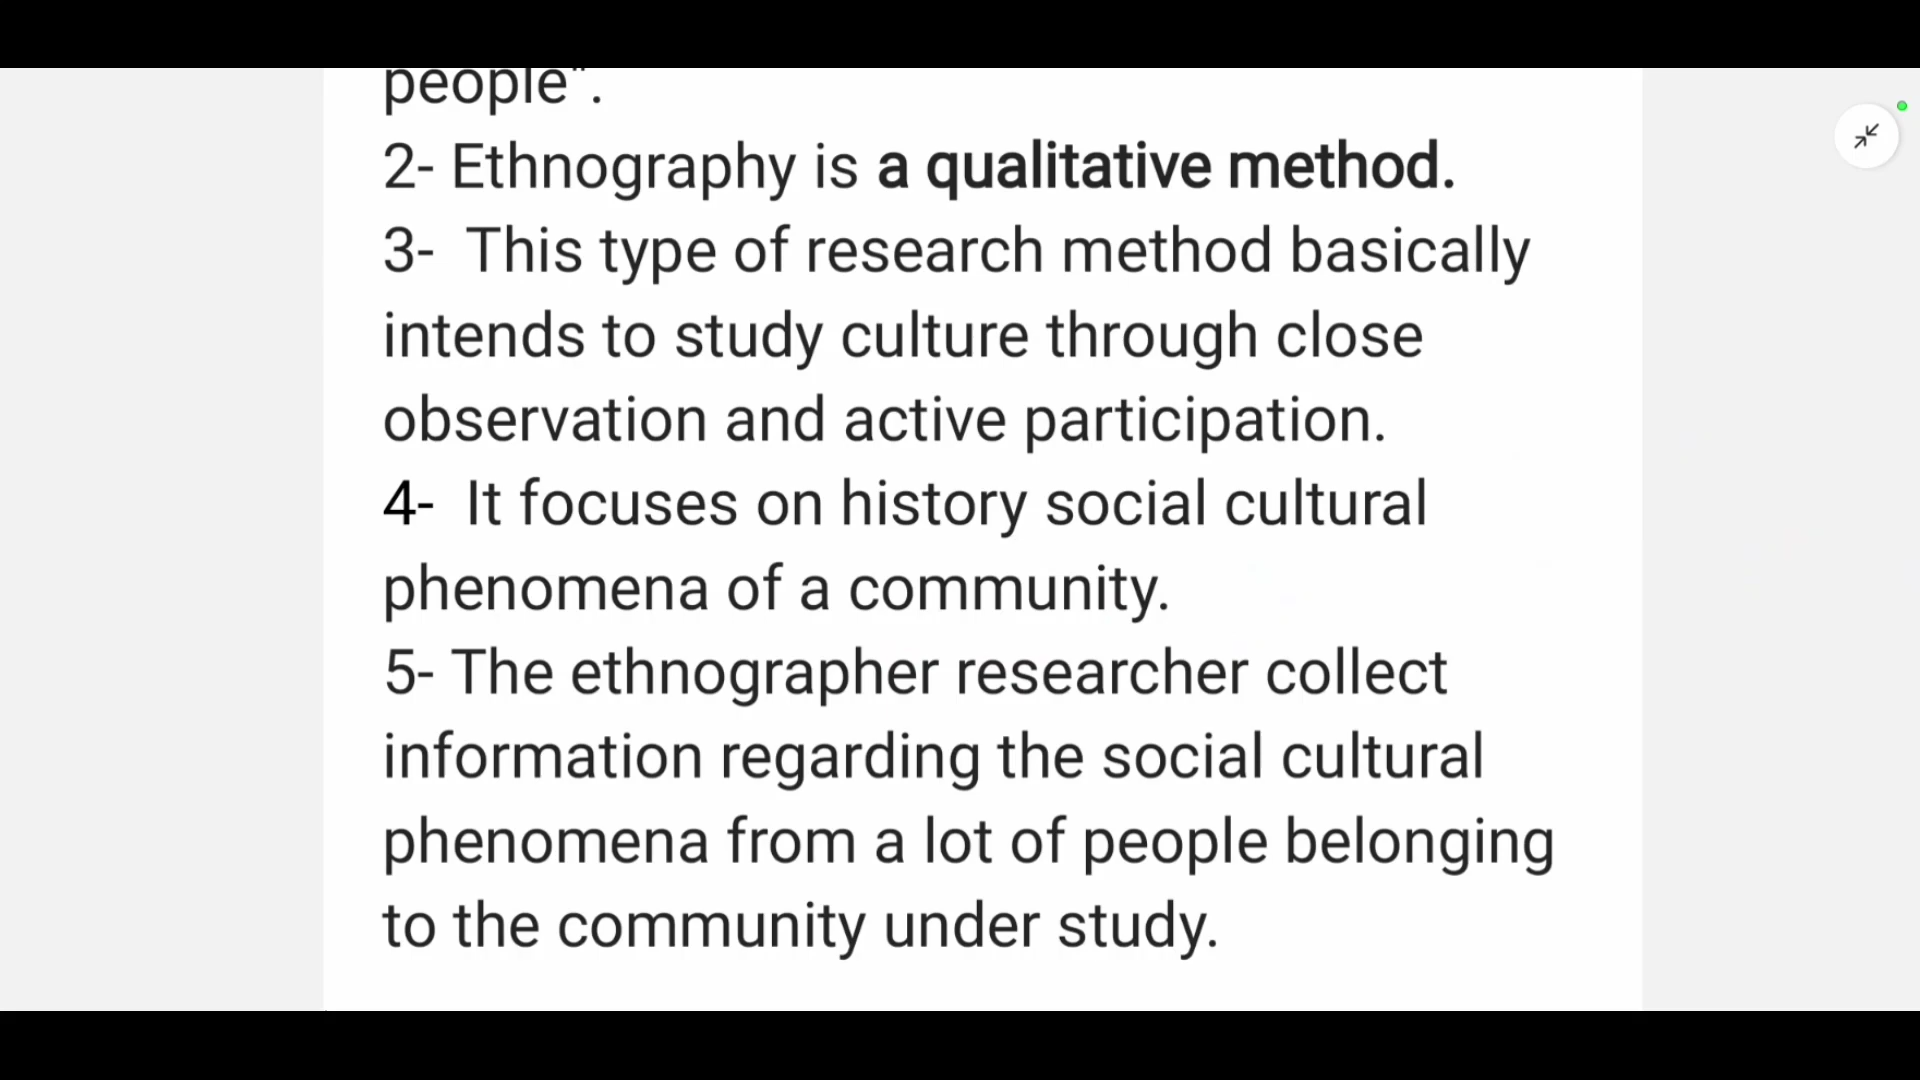 people".
2- Ethnography is a qualitative method.
3- This type of research method basically
intends to study culture through close
observation and active participation.
4- It focuses on history social cultural
phenomena of a community.
5- The ethnographer researcher collect
information regarding the social cultural
phenomena from a lot of people belonging
to the community under study.